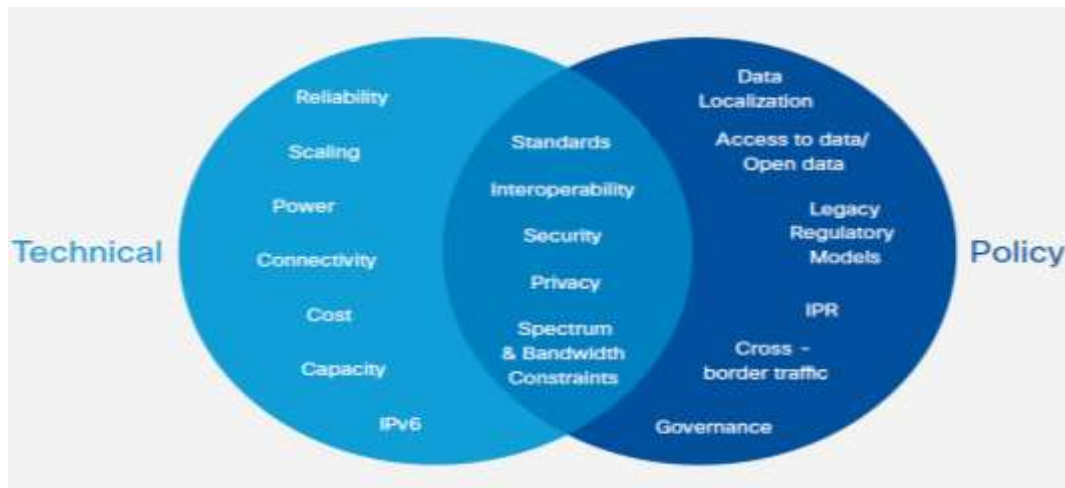 Technical
Reliability
Scaling
Power
Connectivity
Cost
Capacity
IPv6
Standards
Interoperability
Security
Privacy
Spectrum
& Bandwidth
Constraints
Data
Localization
Access to data/
Open data
Legacy
Regulatory
Models
IPR
Cross -
border traffic
Governance
Policy